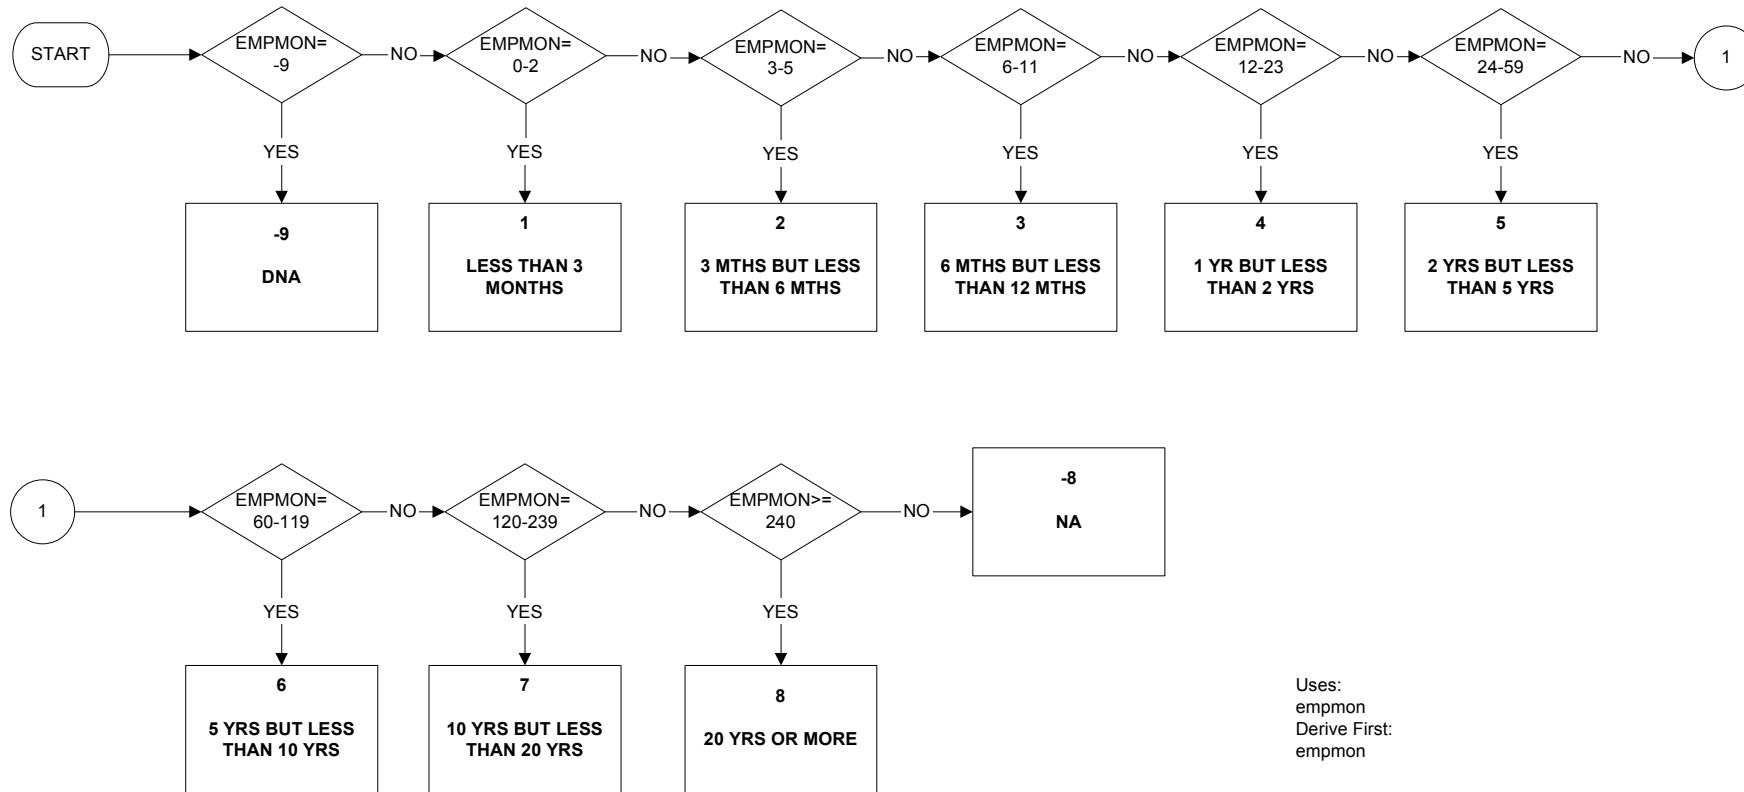 START
EMPMON=
-9
NO
EMPMON=
0-2
NO
EMPMON=
3-5
NO
EMPMON=
6-11
NO
EMPMON=
12-23
NO
EMPMON=
24-59
NO
1
YES
YES
YES
YES
YES
YES
-9
DNA
1
LESS THAN 3
MONTHS
2
3 MTHS BUT LESS
THAN 6 MTHS
3
6 MTHS BUT LESS
THAN 12 MTHS
4
1 YR BUT LESS
THAN 2 YRS
5
2 YRS BUT LESS
THAN 5 YRS
1
EMPMON=
60-119
NO
EMPMON=
120-239
NO
EMPMON>=
240
NO
-8
NA
YES
YES
YES
6
5 YRS BUT LESS
THAN 10 YRS
7
10 YRS BUT LESS
THAN 20 YRS
8
20 YRS OR MORE
Uses:
empmon
Derive First:
empmon